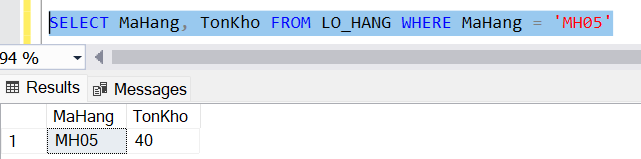 SELECT MaHang, TonKho FROM LO_HANG WHERE MaHang = 'MH05'
94 %
Results Messages
MaHang TonKho
1 MH05 40